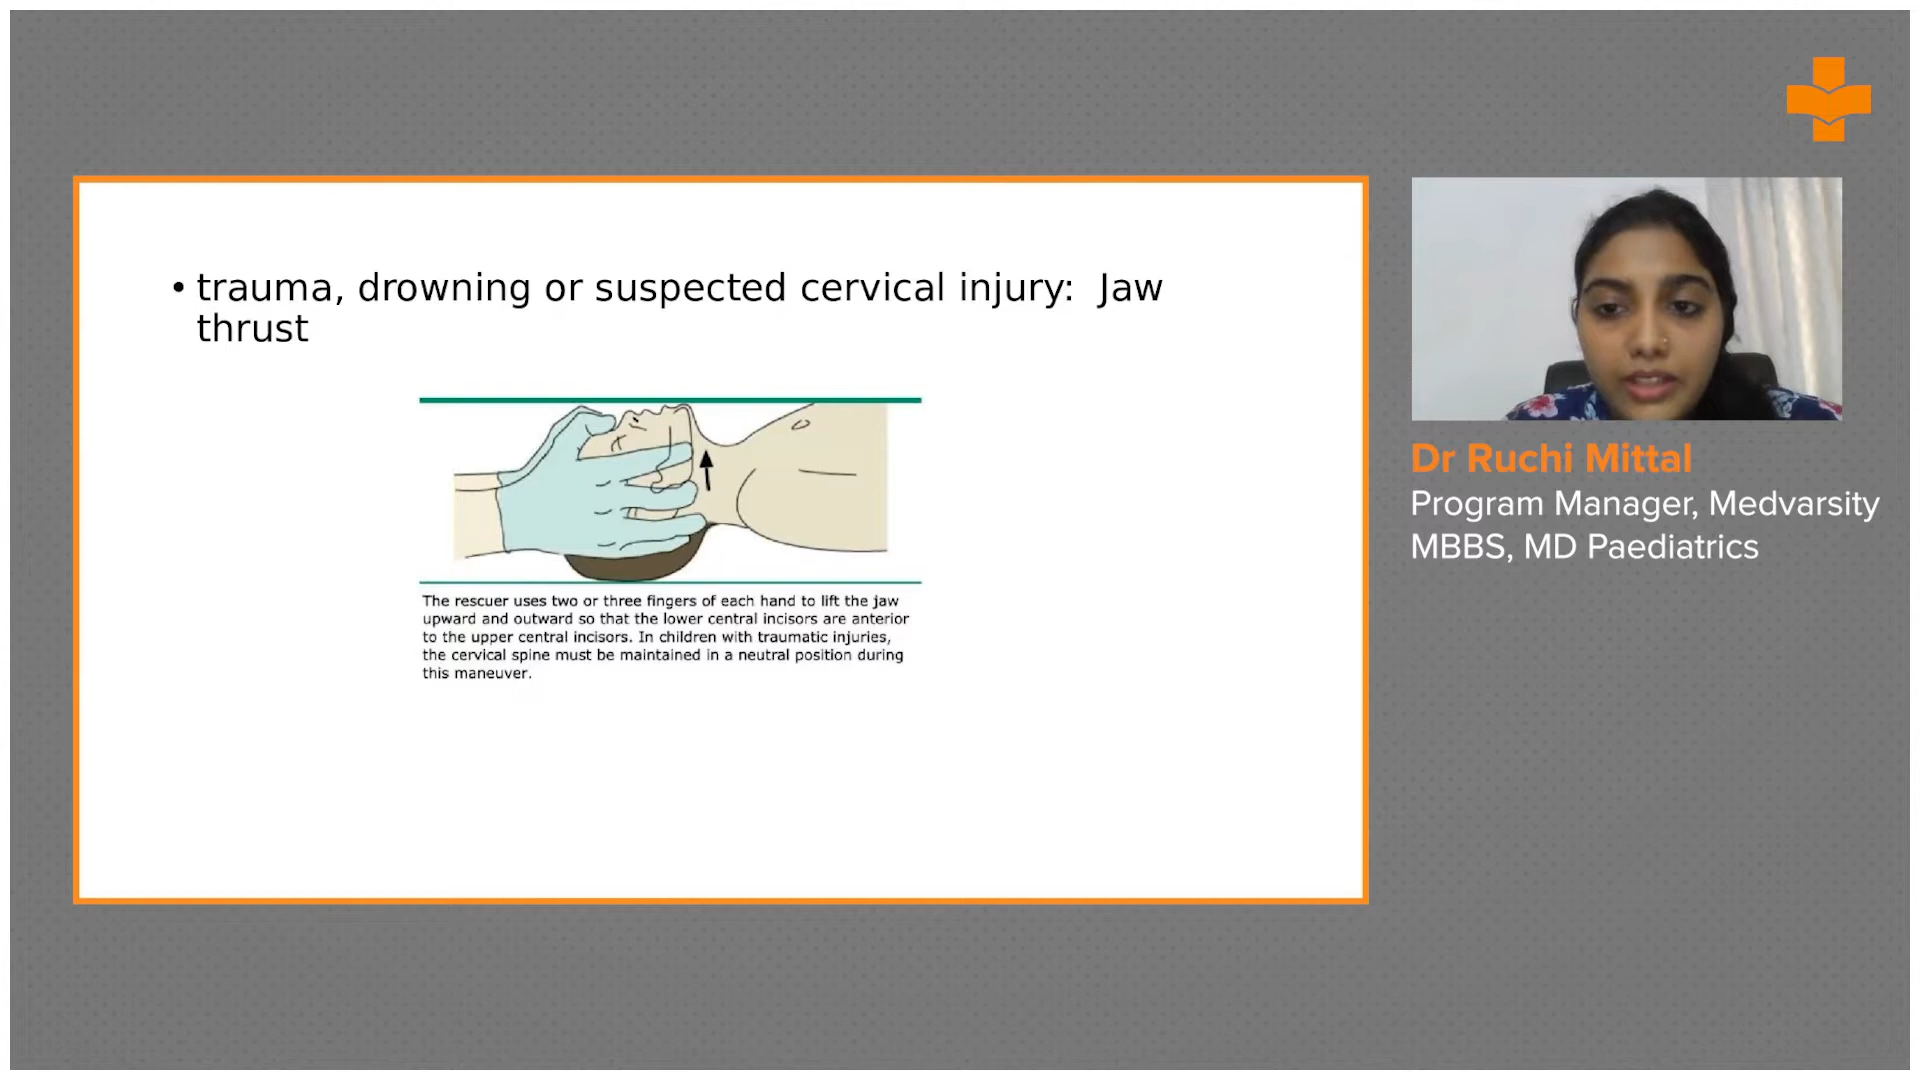 • trauma, drowning or suspected cervical injury:  Jaw
thrust
The rescuer uses two or three fingers of each hand to lift the jaw
upward and outward so that the lower central incisors are anterior
to the upper central incisors. In children with traumatic injuries,
the cervical spine must be maintained in a neutral position during
this maneuver.
Dr Ruchi Mittal
Program Manager, Medvarsity
MBBS, MD Paediatrics